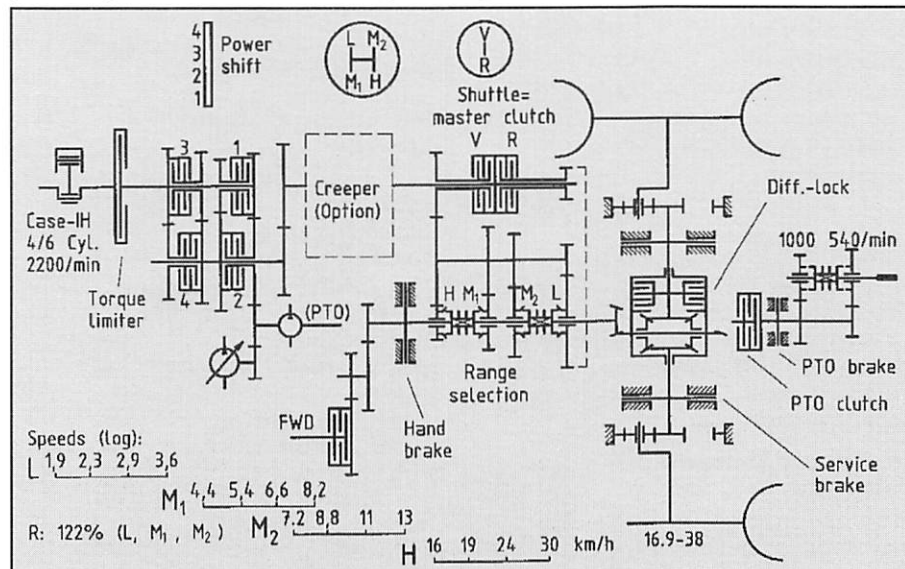 4
3
2
1
Power
shift
L M₂
M₁ H
V
R
Shuttle=
master clutch
V R
3 1
4 2
Case-IH
4/6 Cyl.
2200/min
Torque
limiter
Creeper
(Option)
(PTO)
H M₁ M₂ L
Range
selection
Diff.-lock
1000 540/min
PTO brake
PTO clutch
Service
brake
FWD
Hand
brake
16.9-38
Speeds (log):
L 1,9 2,3 2,9 3,6
M₁ 4,4 5,4 6,6 8,2
R: 122% (L, M₁, M₂)
M₂ 7.2 8,8 11 13
H 16 19 24 30 km/h